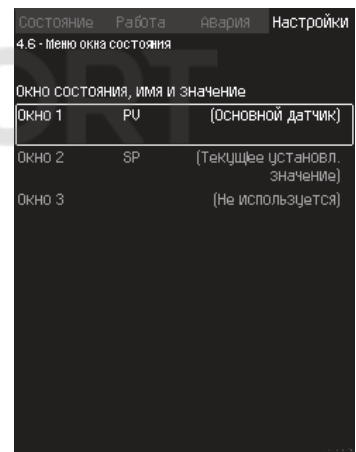 Состояние Работа Авария Настройки
4.6 - Меню окна состояния
Окно состояния, имя и значение
Окно 1 PV (Основной датчик)
Окно 2 SP (Текущее установл.
значение)
Окно 3 (Не используется)